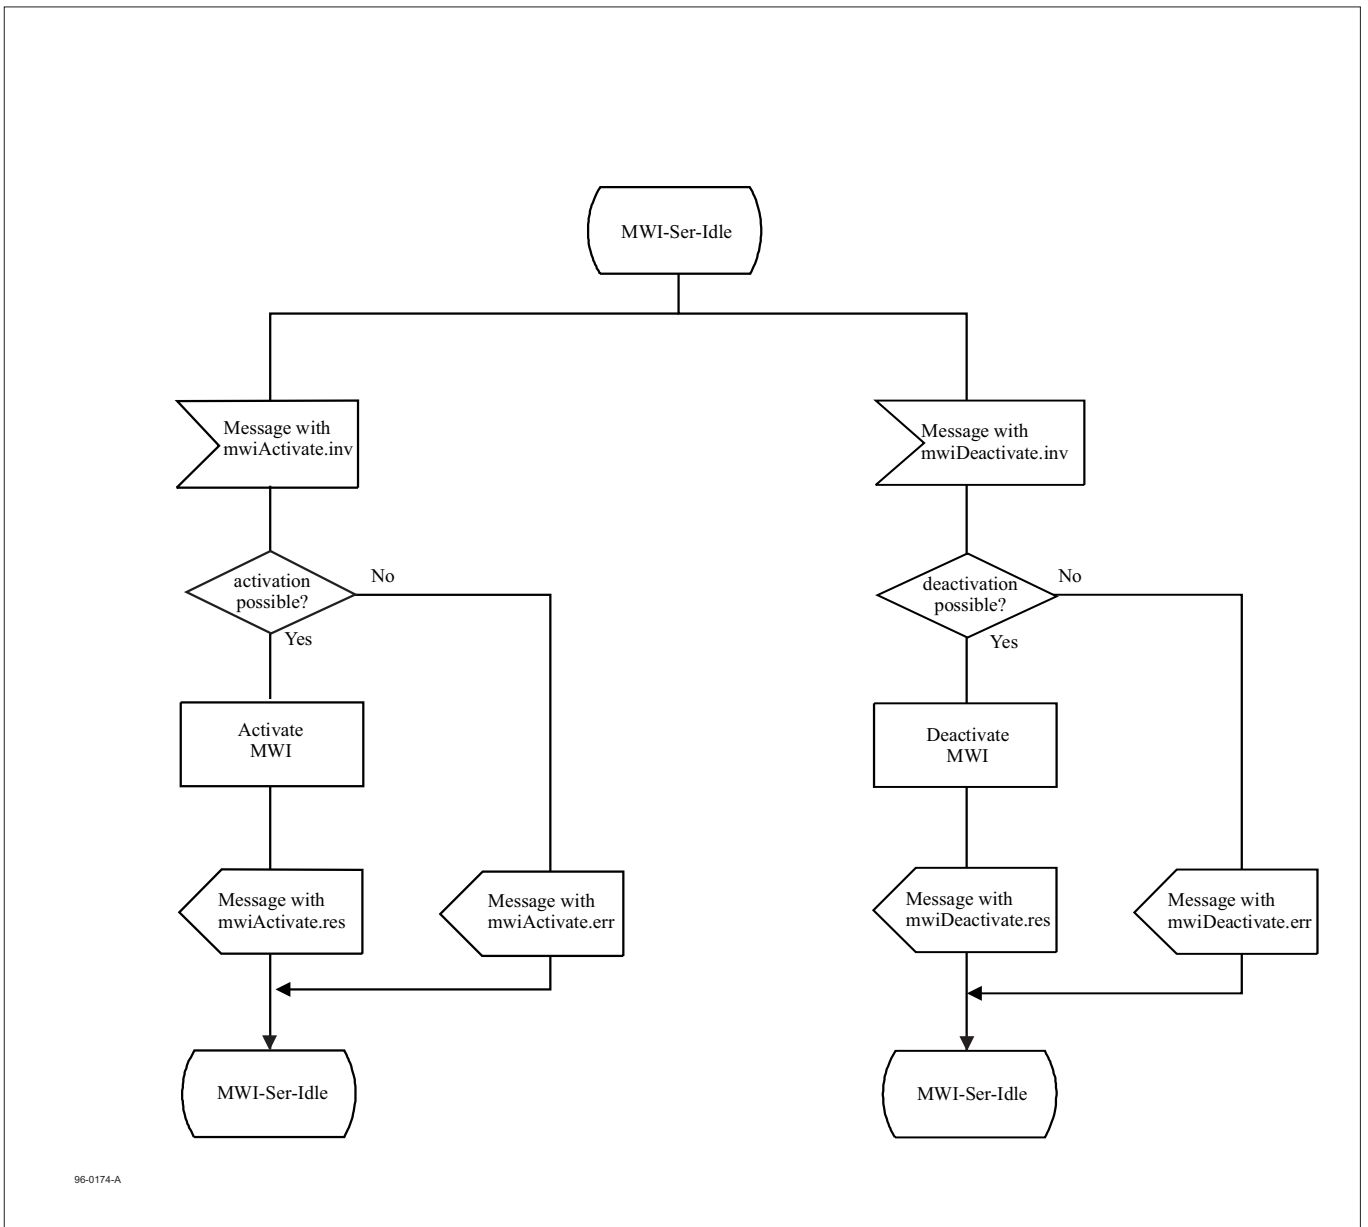 MWI-Ser-Idle
Message with
mwiActivate.inv
Message with
mwiDeactivate.inv
activation
possible?
No
Yes
deactivation
possible?
No
Yes
Activate
MWI
Deactivate
MWI
Message with
mwiActivate.res
Message with
mwiActivate.err
Message with
mwiDeactivate.res
Message with
mwiDeactivate.err
MWI-Ser-Idle
MWI-Ser-Idle
96-0174-A